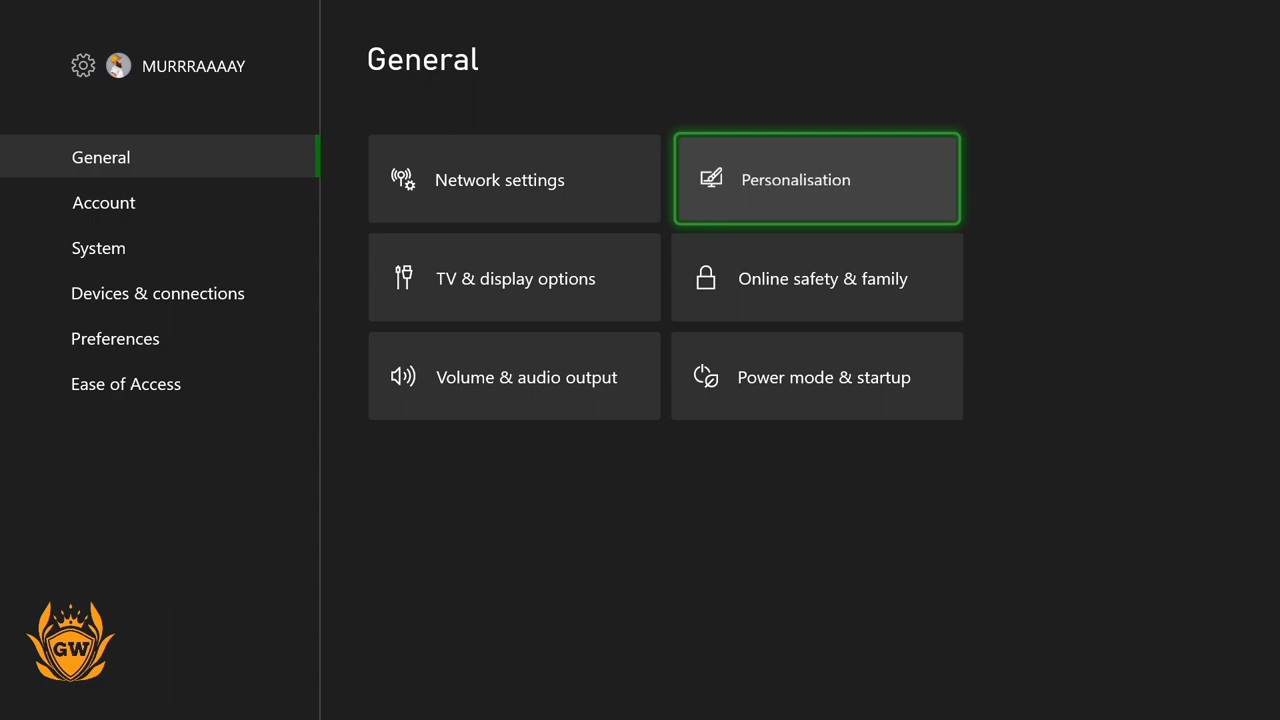 MURRRAAAAY
General
Account
System
Devices & connections
Preferences
Ease of Access
GW
General
Network settings
Personalisation
TV & display options
Online safety & family
Volume & audio output
Power mode & startup